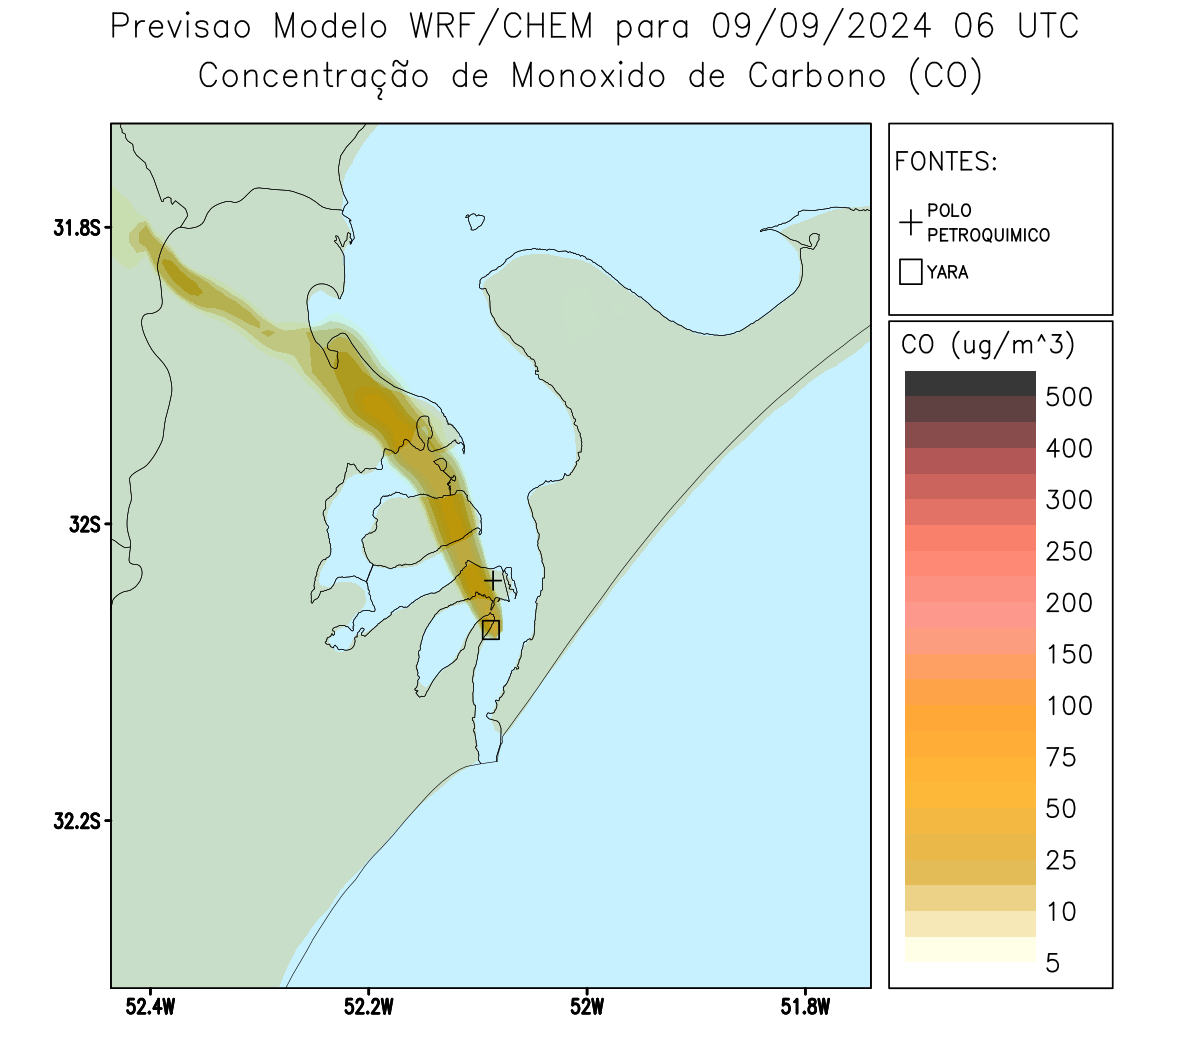 Previsao Modelo WRF/CHEM para 09/09/2024 06 UTC
Concentração de Monoxido de Carbono (CO)
31.8S
32S
32.2S
52.4W
52.2W
52W
51.8W
FONTES:
POLO
PETROQUIMICO
YARA
CO (ug/m^3)
500
400
300
250
200
150
100
75
50
25
10
5